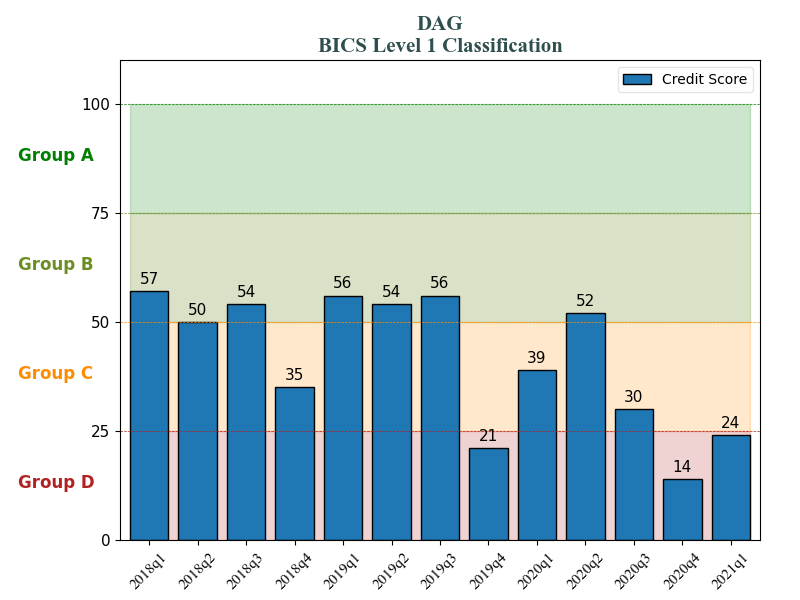 DAG
BICS Level 1 Classification
Credit Score
100
Group A
75
Group B
57
50
54
35
56
54
56
21
39
52
30
14
24
50
Group C
25
Group D
0
2018q1
2018q2
2018q3
2018q4
2019q1
2019q2
2019q3
2019q4
2020q1
2020q2
2020q3
2020q4
2021q1